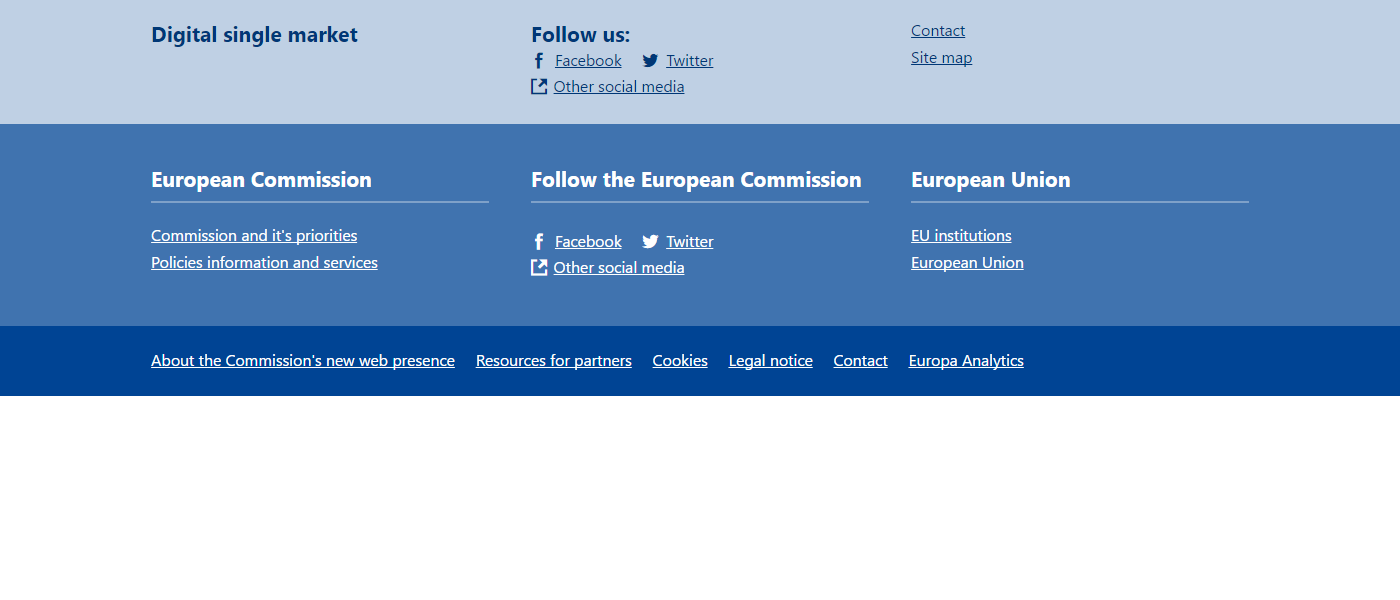 Digital single market
Follow us:
Facebook Twitter
Other social media
Contact
Site map
European Commission
Commission and it's priorities
Policies information and services
Follow the European Commission
Facebook Twitter
Other social media
European Union
EU institutions
European Union
About the Commission's new web presence Resources for partners Cookies Legal notice Contact Europa Analytics